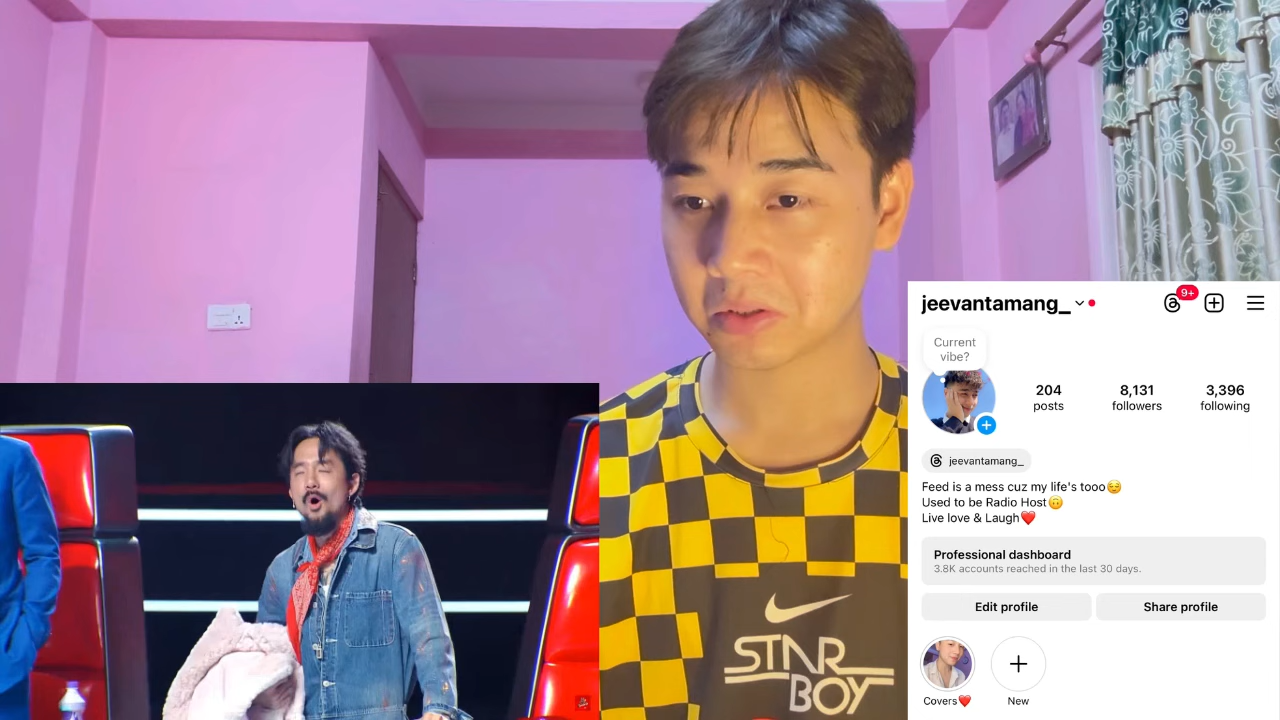 jeevantamang_
9+
Current
vibe?
204
posts
8,131
followers
3,396
following
jeevantamang_
Feed is a mess cuz my life's tooo😌
Used to be Radio Host🙃
Live love & Laugh❤️
Professional dashboard
3.8K accounts reached in the last 30 days.
Edit profile
Share profile
Covers❤️
New
STAR
BOY